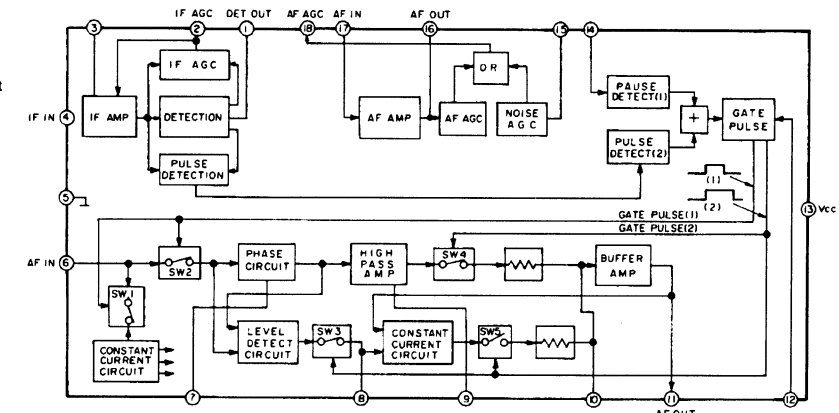 IF AGC DET OUT AF AGC AF IN AF OUT
3 2 1 18 17 16 15 14
IF AGC
OR
PAUSE
DETECT(1)
IF IN 4
IF AMP
DETECTION
AF AMP
AF AGC
NOISE
AGC
+
GATE
PULSE
PULSE
DETECTION
PULSE
DETECT(2)
(1)
5
(2)
13 Vcc
GATE PULSE(1)
GATE PULSE(2)
AF IN 6
SW2
PHASE
CIRCUIT
HIGH
PASS
AMP
SW4
BUFFER
AMP
SW1
LEVEL
DETECT
CIRCUIT
SW3
CONSTANT
CURRENT
CIRCUIT
SW5
CONSTANT
CURRENT
CIRCUIT
7 8 9 10 11 12
AF OUT